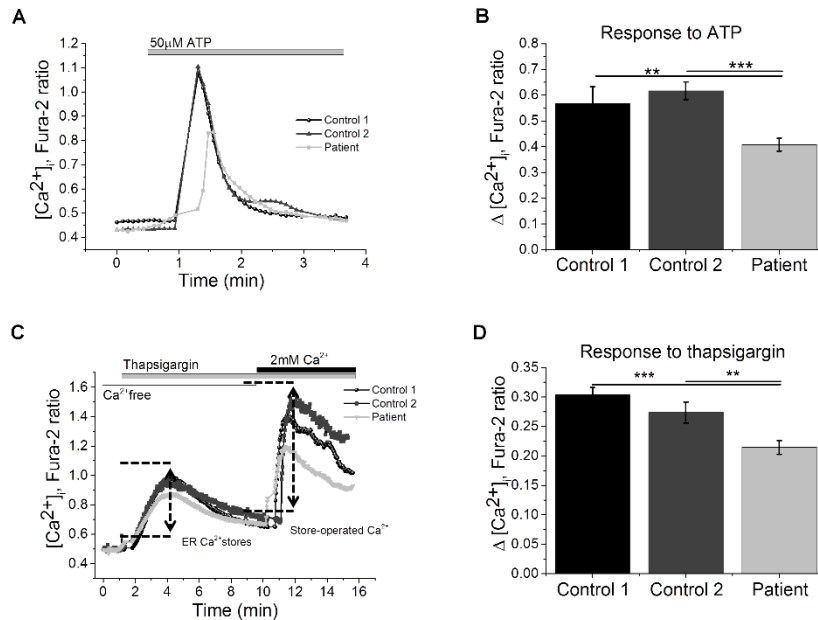 A
50μM ATP
1.2
1.1
1.0
0.9
0.8
0.7
0.6
0.5
0.4
[Ca²⁺]ᵢ, Fura-2 ratio
0
1
2
3
4
Time (min)
Control 1
Control 2
Patient
B
Response to ATP
** ***
0.8
0.7
0.6
0.5
0.4
0.3
0.2
0.1
0.0
Δ [Ca²⁺]ᵢ, Fura-2 ratio
Control 1 Control 2 Patient
C
Thapsigargin
2mM Ca²⁺
Ca²⁺free
1.6
1.4
1.2
1.0
0.8
0.6
0.4
[Ca²⁺]ᵢ, Fura-2 ratio
Control 1
Control 2
Patient
ER Ca²⁺stores
Store-operated Ca²⁺
0 2 4 6 8 10 12 14 16
Time (min)
D
Response to thapsigargin
*** **
0.35
0.30
0.25
0.20
0.15
0.10
0.05
0.00
Δ [Ca²⁺]ᵢ, Fura-2 ratio
Control 1 Control 2 Patient